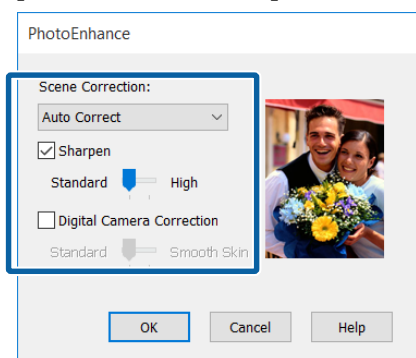 PhotoEnhance
Scene Correction:
Auto Correct
Sharpen
Standard High
Digital Camera Correction
Standard Smooth Skin
OK Cancel Help